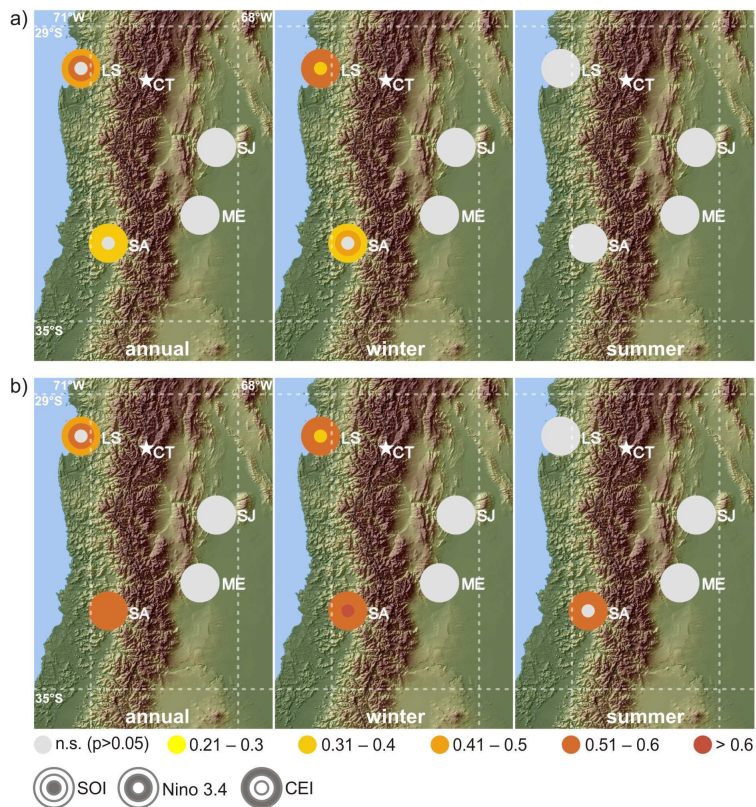 a)
71°W 68°W
29°S
LS
CT
SJ
ME
SA
35°S
annual
LS
CT
SJ
ME
SA
winter
LS
CT
SJ
ME
SA
summer
b)
71°W 68°W
29°S
LS
CT
SJ
ME
SA
35°S
annual
LS
CT
SJ
ME
SA
winter
LS
CT
SJ
ME
SA
summer
n.s. (p>0.05) 0.21 – 0.3 0.31 – 0.4 0.41 – 0.5 0.51 – 0.6 > 0.6
SOI Nino 3.4 CEI